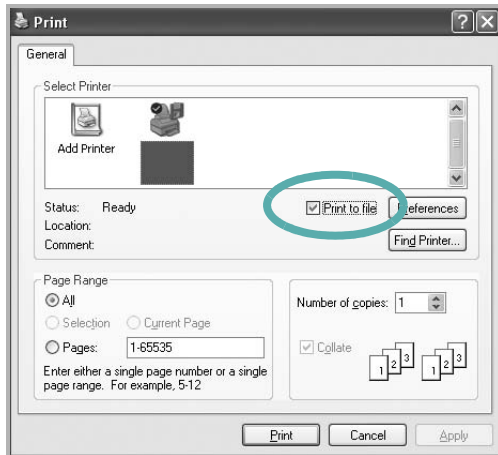 Print
General
Select Printer
Add Printer
Status: Ready
Location:
Comment:
Print to file
Preferences
Find Printer...
Page Range
All
Selection Current Page
Pages: 1-65535
Enter either a single page number or a single
page range. For example, 5-12
Number of copies: 1
Collate
1 2 3 1 2 3
Print Cancel Apply